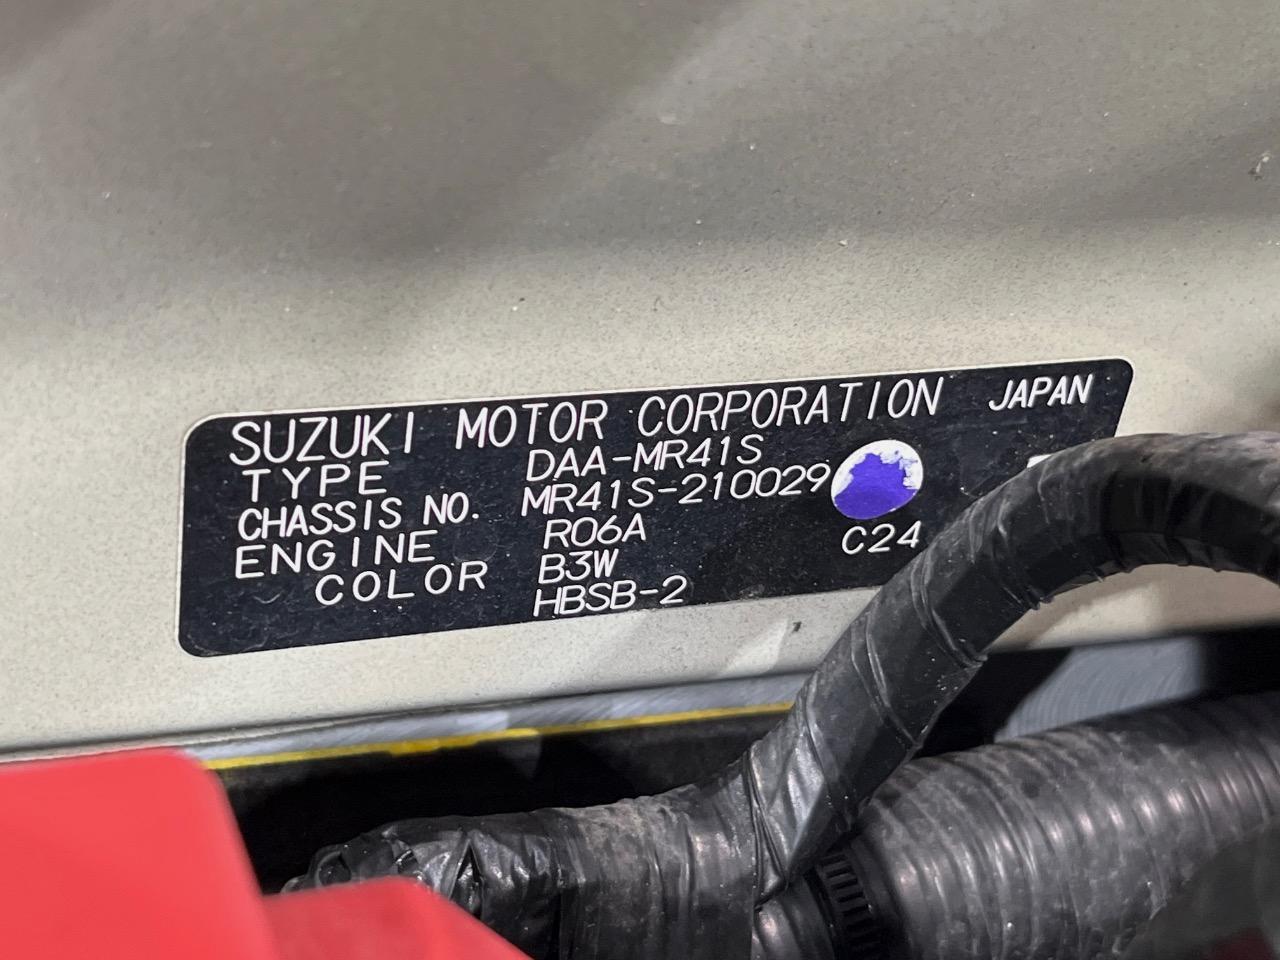 SUZUKI MOTOR CORPORATION JAPAN
TYPE DAA-MR41S
CHASSIS NO. MR41S-210029
ENGINE R06A C24
COLOR B3W
HBSB-2